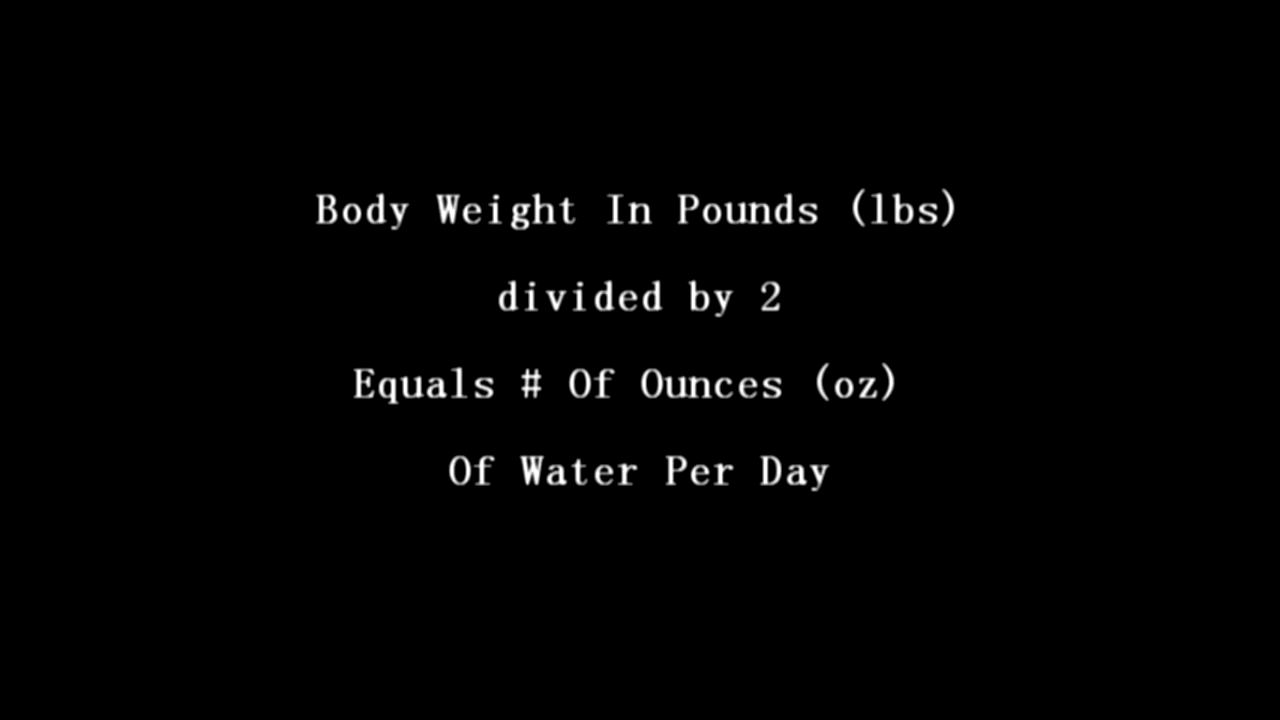 Body Weight In Pounds (lbs)
divided by 2
Equals # Of Ounces (oz)
Of Water Per Day